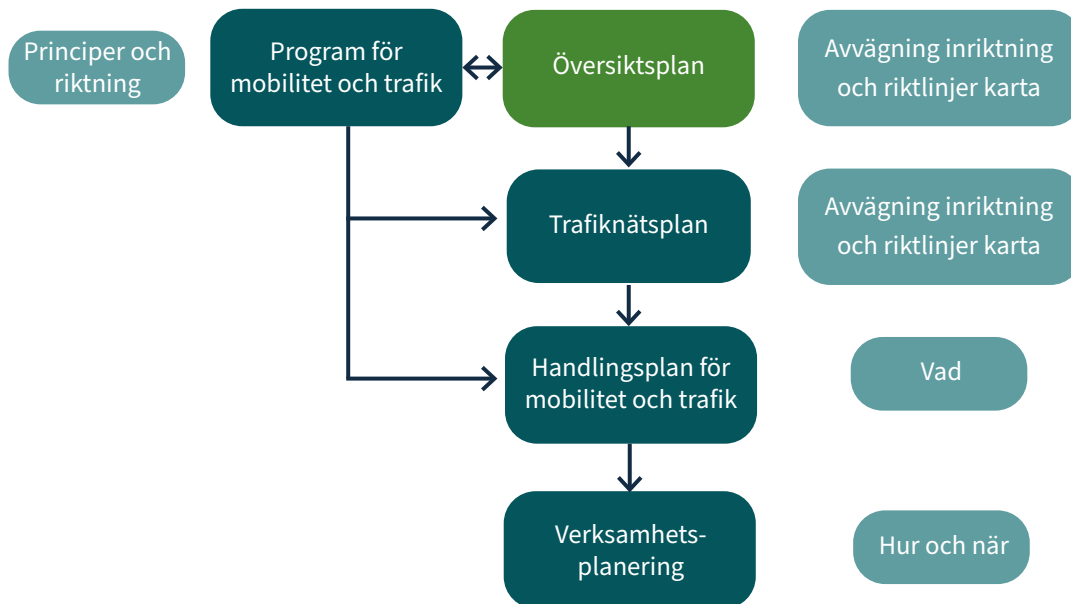 Principer och
riktning
Program för
mobilitet och trafik
Översiktsplan
Avvägning inriktning
och riktlinjer karta
Trafiknätsplan
Avvägning inriktning
och riktlinjer karta
Handlingsplan för
mobilitet och trafik
Vad
Verksamhets-
planering
Hur och när